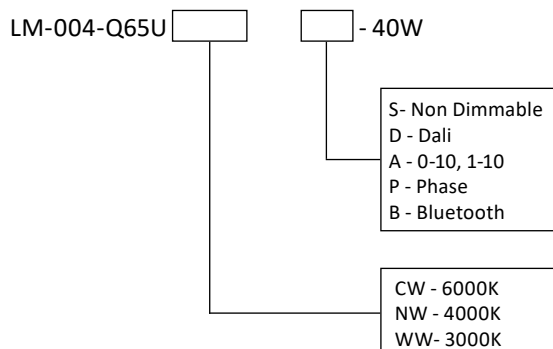 LM-004-Q65U - 40W
S- Non Dimmable
D - Dali
A - 0-10, 1-10
P - Phase
B - Bluetooth
CW - 6000K
NW - 4000K
WW- 3000K